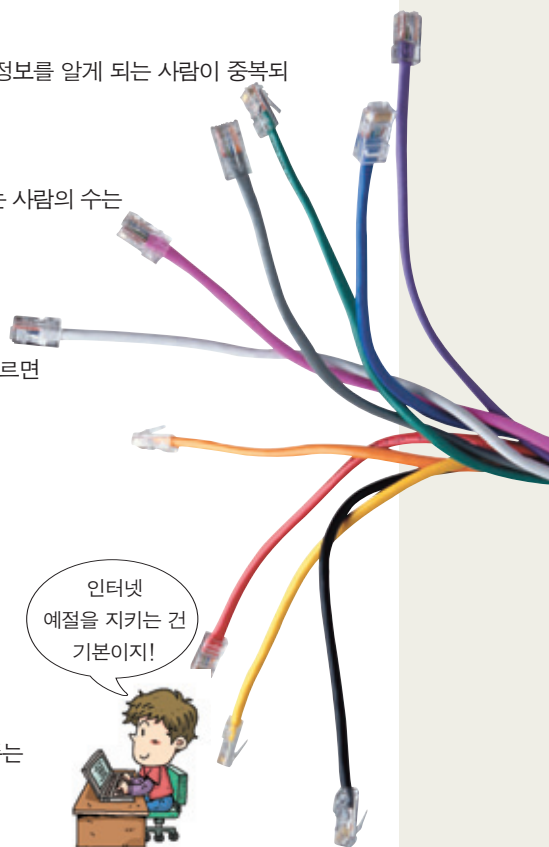 정보를 알게 되는 사람이 중복되
는 사람의 수는
르면
인터넷
예절을 지키는 건
기본이지!
는